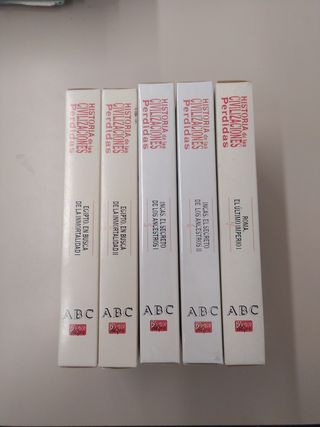 HISTORIA de las
CIVILIZACIONES
Perdidas
EGIPTO: EN BUSCA
DE LA INMORTALIDAD I
ABC
HISTORIA de las
CIVILIZACIONES
Perdidas
EGIPTO: EN BUSCA
DE LA INMORTALIDAD II
ABC
HISTORIA de las
CIVILIZACIONES
Perdidas
INCAS: EL SECRETO
DE LOS ANCESTROS I
ABC
HISTORIA de las
CIVILIZACIONES
Perdidas
INCAS: EL SECRETO
DE LOS ANCESTROS II
ABC
HISTORIA de las
CIVILIZACIONES
Perdidas
ROMA:
EL ÚLTIMO IMPERIO I
ABC